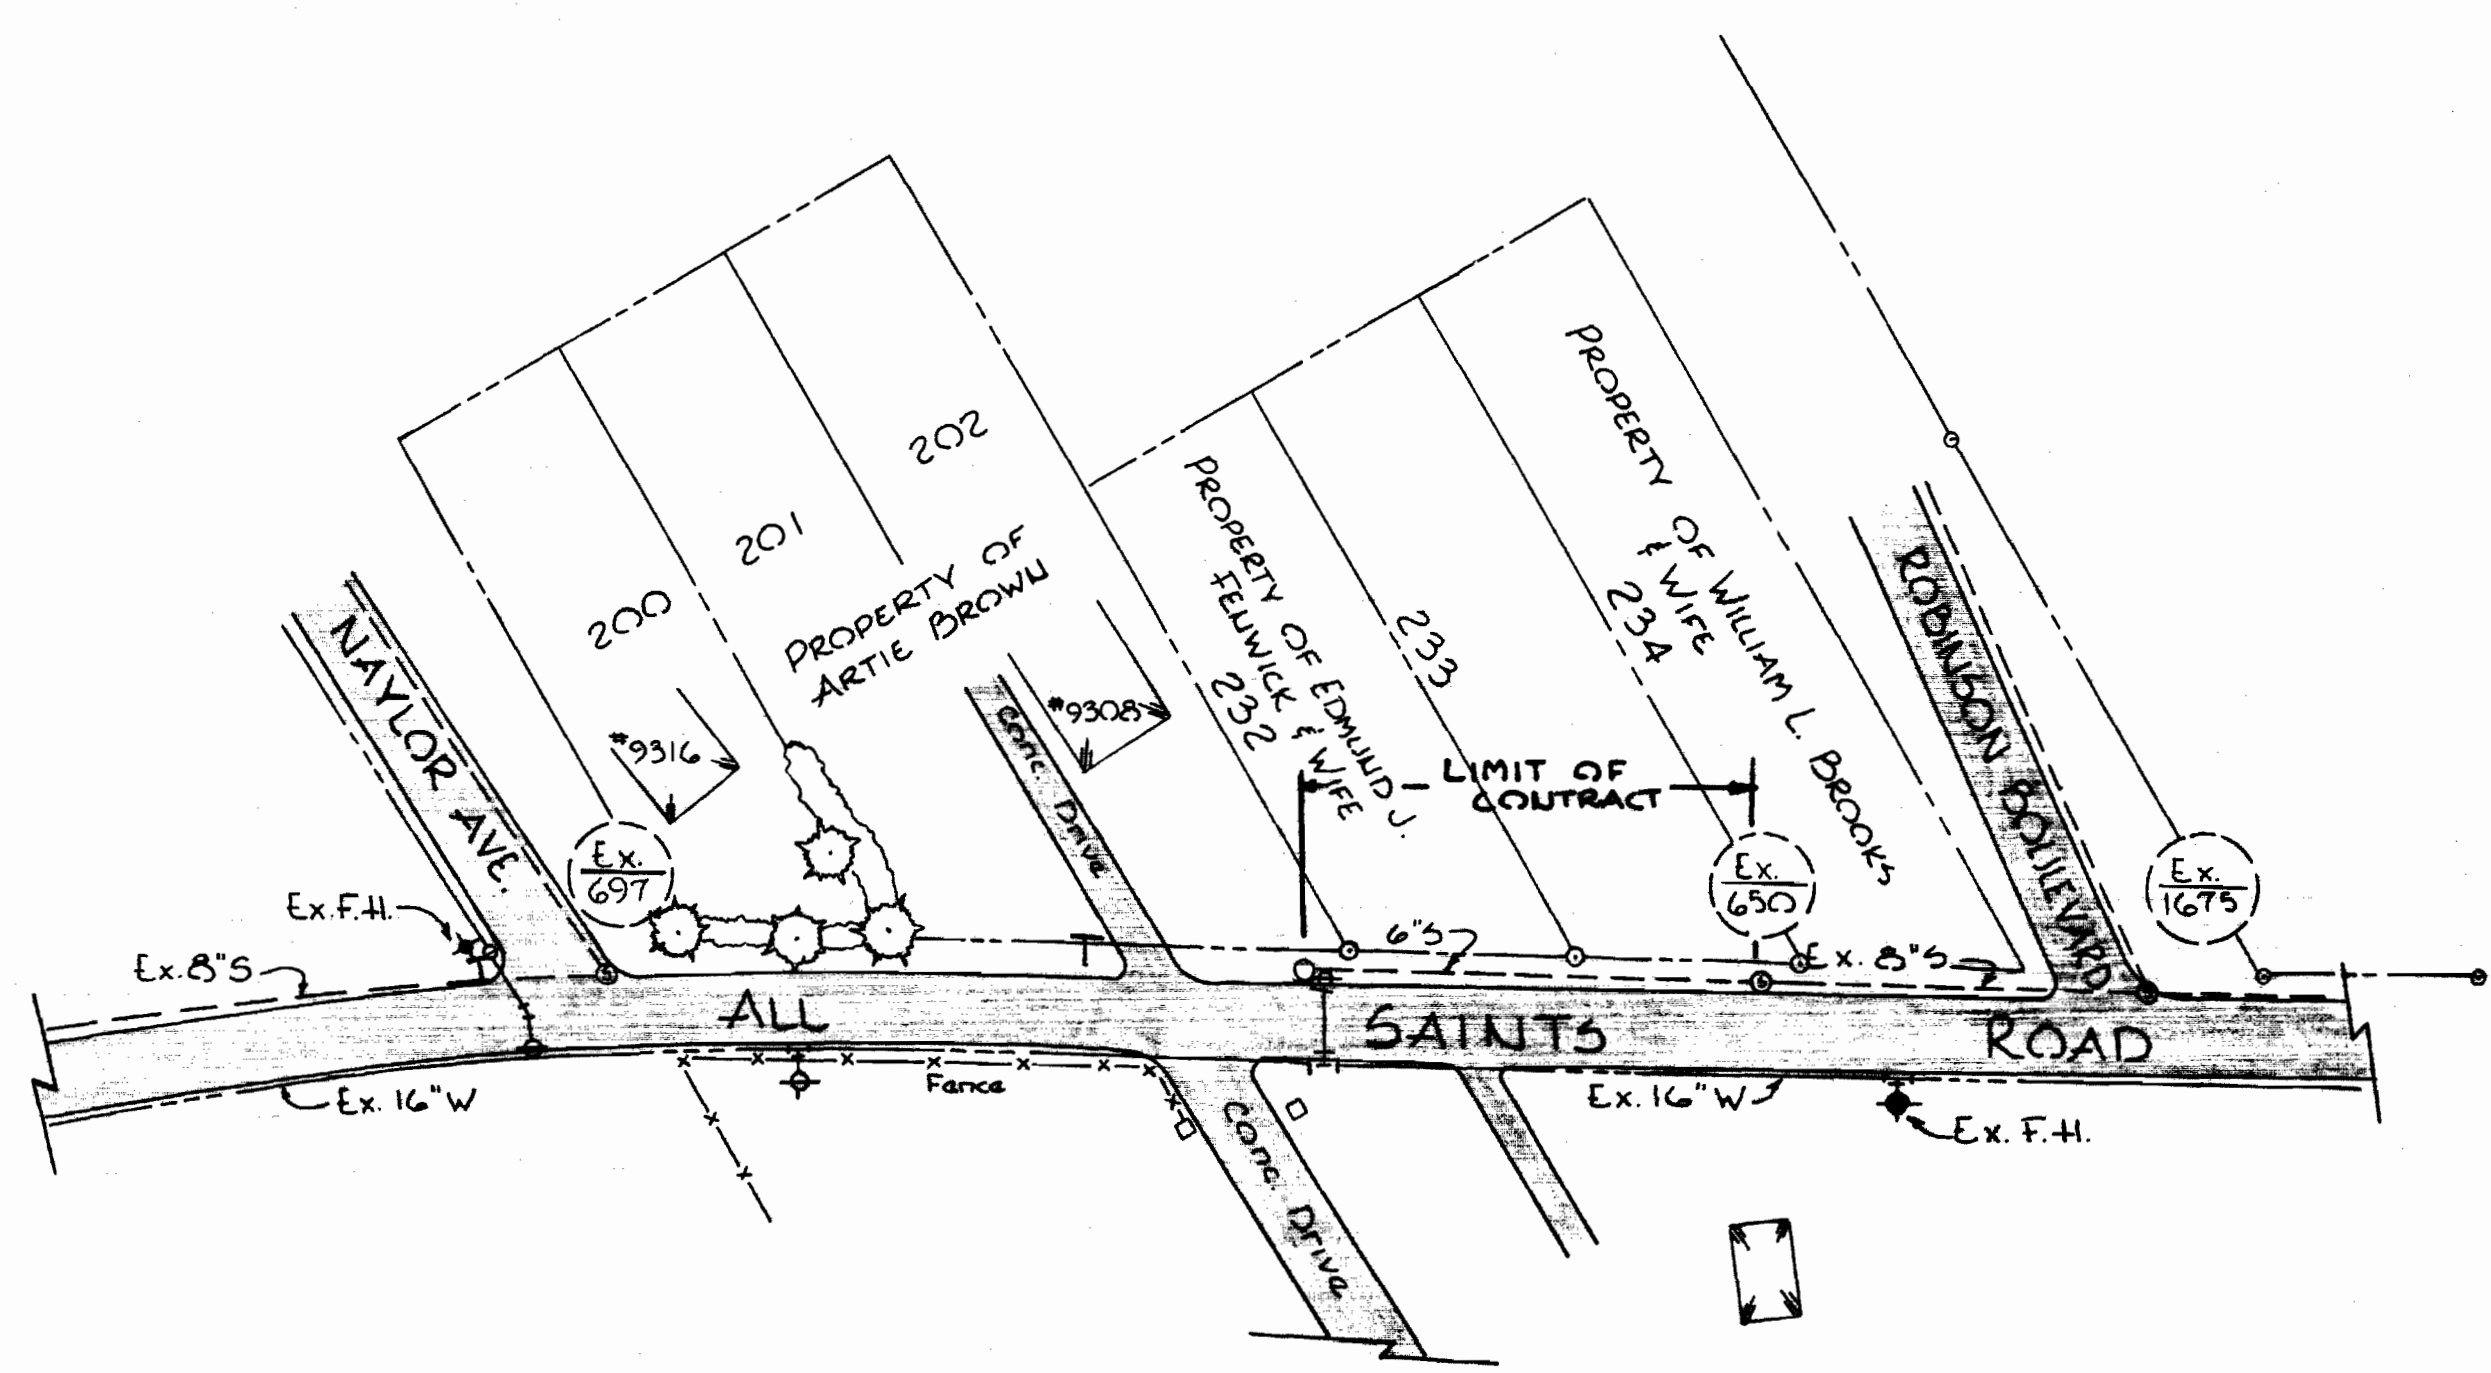 NAYLOR AVE.
200
201
202
PROPERTY OF
ARTIE BROWN
#9316
#9308
Conc. Drive
PROPERTY OF EDMUND J.
FENWICK & WIFE
232
233
234
PROPERTY OF WILLIAM L. BROOKS
& WIFE
LIMIT OF
CONTRACT
ROBINSON BOULEVARD
Ex.
697
Ex.
650
Ex.
1675
Ex. F.H.
Ex. 8"S
6"S
Ex. 8"S
ALL SAINTS ROAD
Ex. 16"W
Fence
Ex. 16"W
Ex. F.H.
Conc. Drive